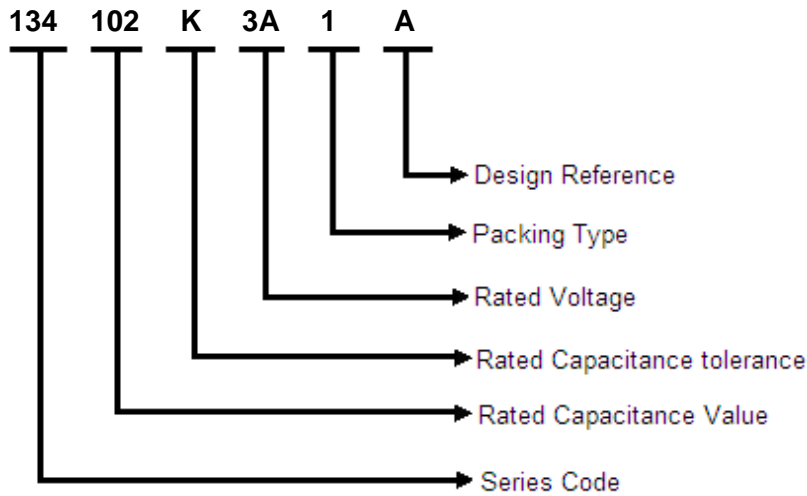 134 102 K 3A 1 A
Design Reference
Packing Type
Rated Voltage
Rated Capacitance tolerance
Rated Capacitance Value
Series Code